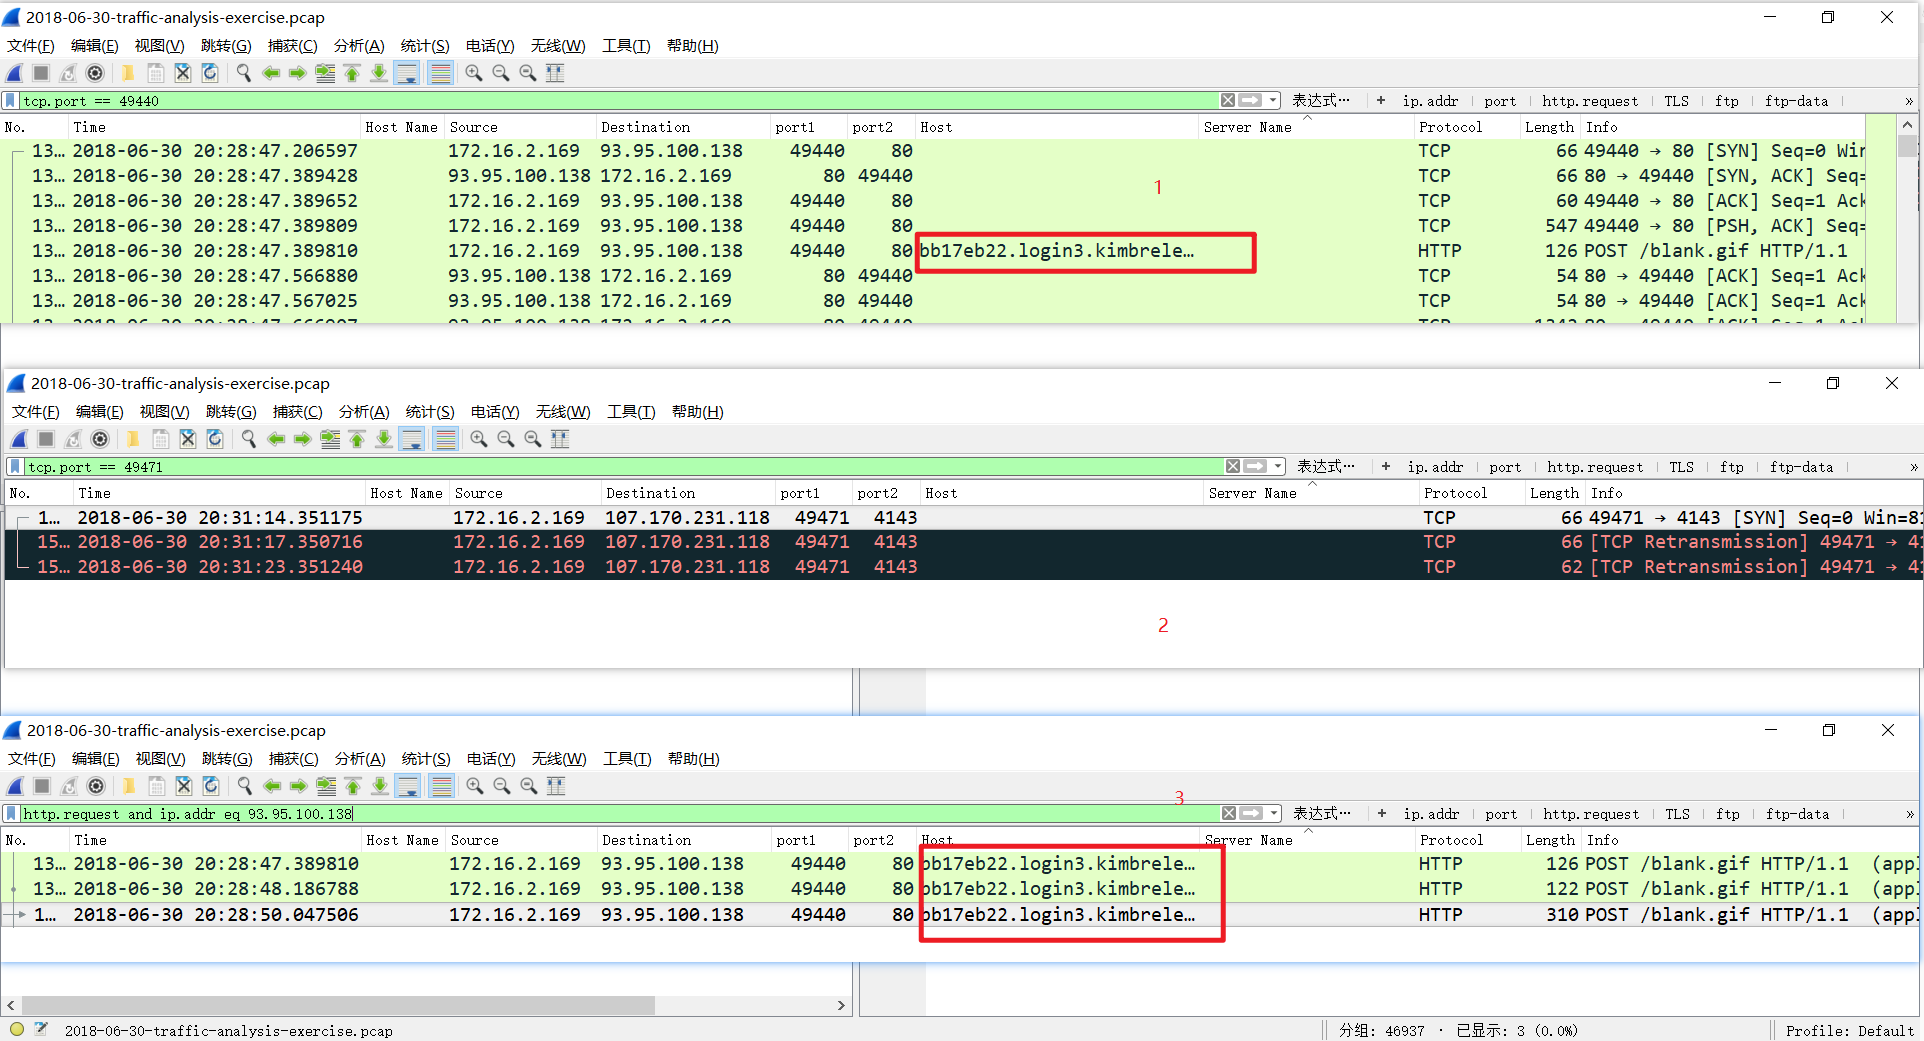 2018-06-30-traffic-analysis-exercise.pcap
文件(F) 编辑(E) 视图(V) 跳转(G) 捕获(C) 分析(A) 统计(S) 电话(Y) 无线(W) 工具(T) 帮助(H)
tcp.port == 49440 表达式… + ip.addr port http.request TLS ftp ftp-data »
No. Time Host Name Source Destination port1 port2 Host Server Name Protocol Length Info
13… 2018-06-30 20:28:47.206597 172.16.2.169 93.95.100.138 49440 80 TCP 66 49440 → 80 [SYN] Seq=0 Win
13… 2018-06-30 20:28:47.389428 93.95.100.138 172.16.2.169 80 49440 TCP 66 80 → 49440 [SYN, ACK] Seq=
1
13… 2018-06-30 20:28:47.389652 172.16.2.169 93.95.100.138 49440 80 TCP 60 49440 → 80 [ACK] Seq=1 Ack
13… 2018-06-30 20:28:47.389809 172.16.2.169 93.95.100.138 49440 80 TCP 547 49440 → 80 [PSH, ACK] Seq=
13… 2018-06-30 20:28:47.389810 172.16.2.169 93.95.100.138 49440 80 bb17eb22.login3.kimbrele… HTTP 126 POST /blank.gif HTTP/1.1
13… 2018-06-30 20:28:47.566880 93.95.100.138 172.16.2.169 80 49440 TCP 54 80 → 49440 [ACK] Seq=1 Ack
13… 2018-06-30 20:28:47.567025 93.95.100.138 172.16.2.169 80 49440 TCP 54 80 → 49440 [ACK] Seq=1 Ack
2018-06-30-traffic-analysis-exercise.pcap
文件(F) 编辑(E) 视图(V) 跳转(G) 捕获(C) 分析(A) 统计(S) 电话(Y) 无线(W) 工具(T) 帮助(H)
tcp.port == 49471 表达式… + ip.addr port http.request TLS ftp ftp-data »
No. Time Host Name Source Destination port1 port2 Host Server Name Protocol Length Info
1… 2018-06-30 20:31:14.351175 172.16.2.169 107.170.231.118 49471 4143 TCP 66 49471 → 4143 [SYN] Seq=0 Win=81
15… 2018-06-30 20:31:17.350716 172.16.2.169 107.170.231.118 49471 4143 TCP 66 [TCP Retransmission] 49471 → 41
15… 2018-06-30 20:31:23.351240 172.16.2.169 107.170.231.118 49471 4143 TCP 62 [TCP Retransmission] 49471 → 41
2
2018-06-30-traffic-analysis-exercise.pcap
文件(F) 编辑(E) 视图(V) 跳转(G) 捕获(C) 分析(A) 统计(S) 电话(Y) 无线(W) 工具(T) 帮助(H)
3
http.request and ip.addr eq 93.95.100.138 表达式… + ip.addr port http.request TLS ftp ftp-data »
No. Time Host Name Source Destination port1 port2 Host Server Name Protocol Length Info
13… 2018-06-30 20:28:47.389810 172.16.2.169 93.95.100.138 49440 80 bb17eb22.login3.kimbrele… HTTP 126 POST /blank.gif HTTP/1.1 (appl
13… 2018-06-30 20:28:48.186788 172.16.2.169 93.95.100.138 49440 80 bb17eb22.login3.kimbrele… HTTP 122 POST /blank.gif HTTP/1.1 (appl
1… 2018-06-30 20:28:50.047506 172.16.2.169 93.95.100.138 49440 80 bb17eb22.login3.kimbrele… HTTP 310 POST /blank.gif HTTP/1.1 (appl
2018-06-30-traffic-analysis-exercise.pcap 分组: 46937 · 已显示: 3 (0.0%) Profile: Default